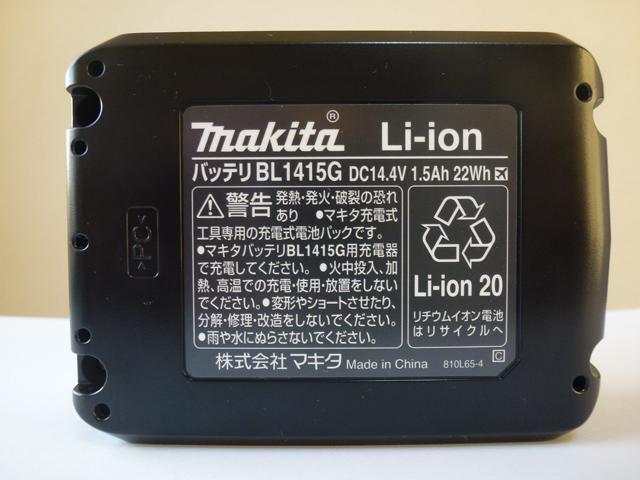 makita® Li-ion
バッテリ BL1415G DC14.4V 1.5Ah 22Wh
警告 発熱・発火・破裂の恐れ
あり ●マキタ充電式
工具専用の充電式電池パックです。
●マキタバッテリBL1415G用充電器
で充電してください。●火中投入、加
熱、高温での充電・使用・放置をしない
でください。●変形やショートさせたり、
分解・修理・改造をしないでください。
●雨や水にぬらさないでください。
Li-ion 20
リチウムイオン電池
はリサイクルへ
株式会社 マキタ Made in China 810L65-4 C
>PC<